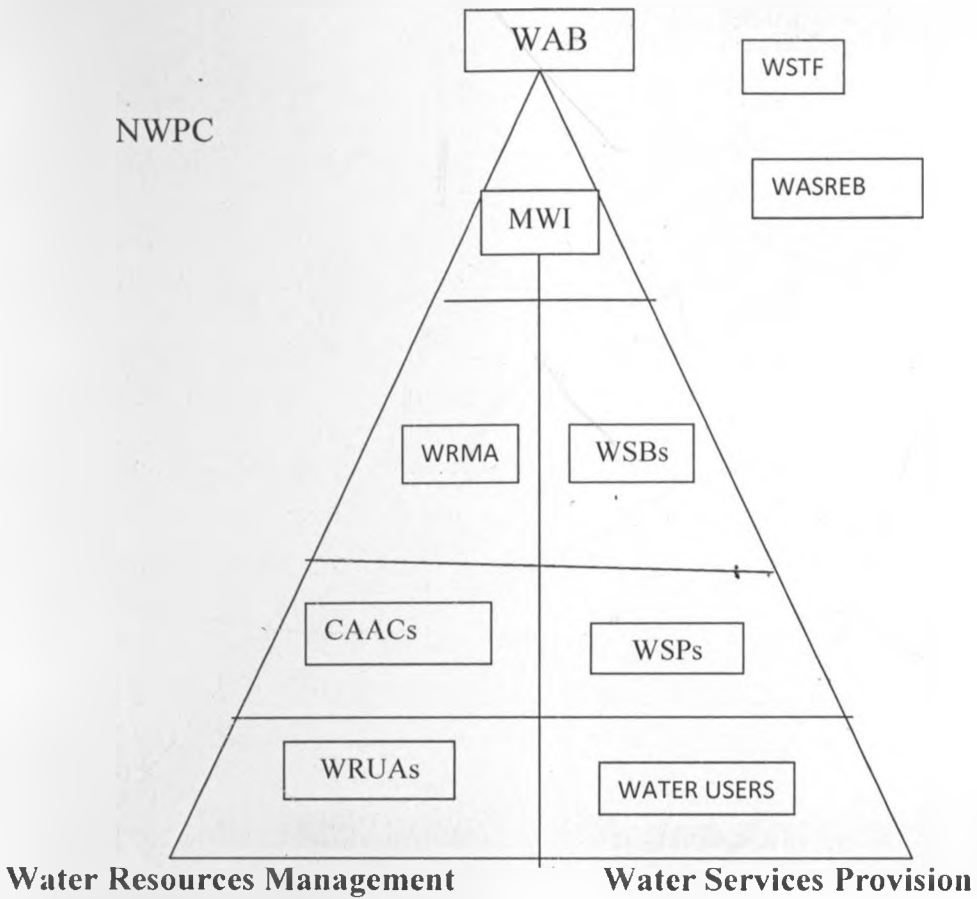 WAB
WSTF
NWPC
WASREB
MWI
WRMA
WSBs
CAACs
WSPs
WRUAs
WATER USERS
Water Resources Management
Water Services Provision